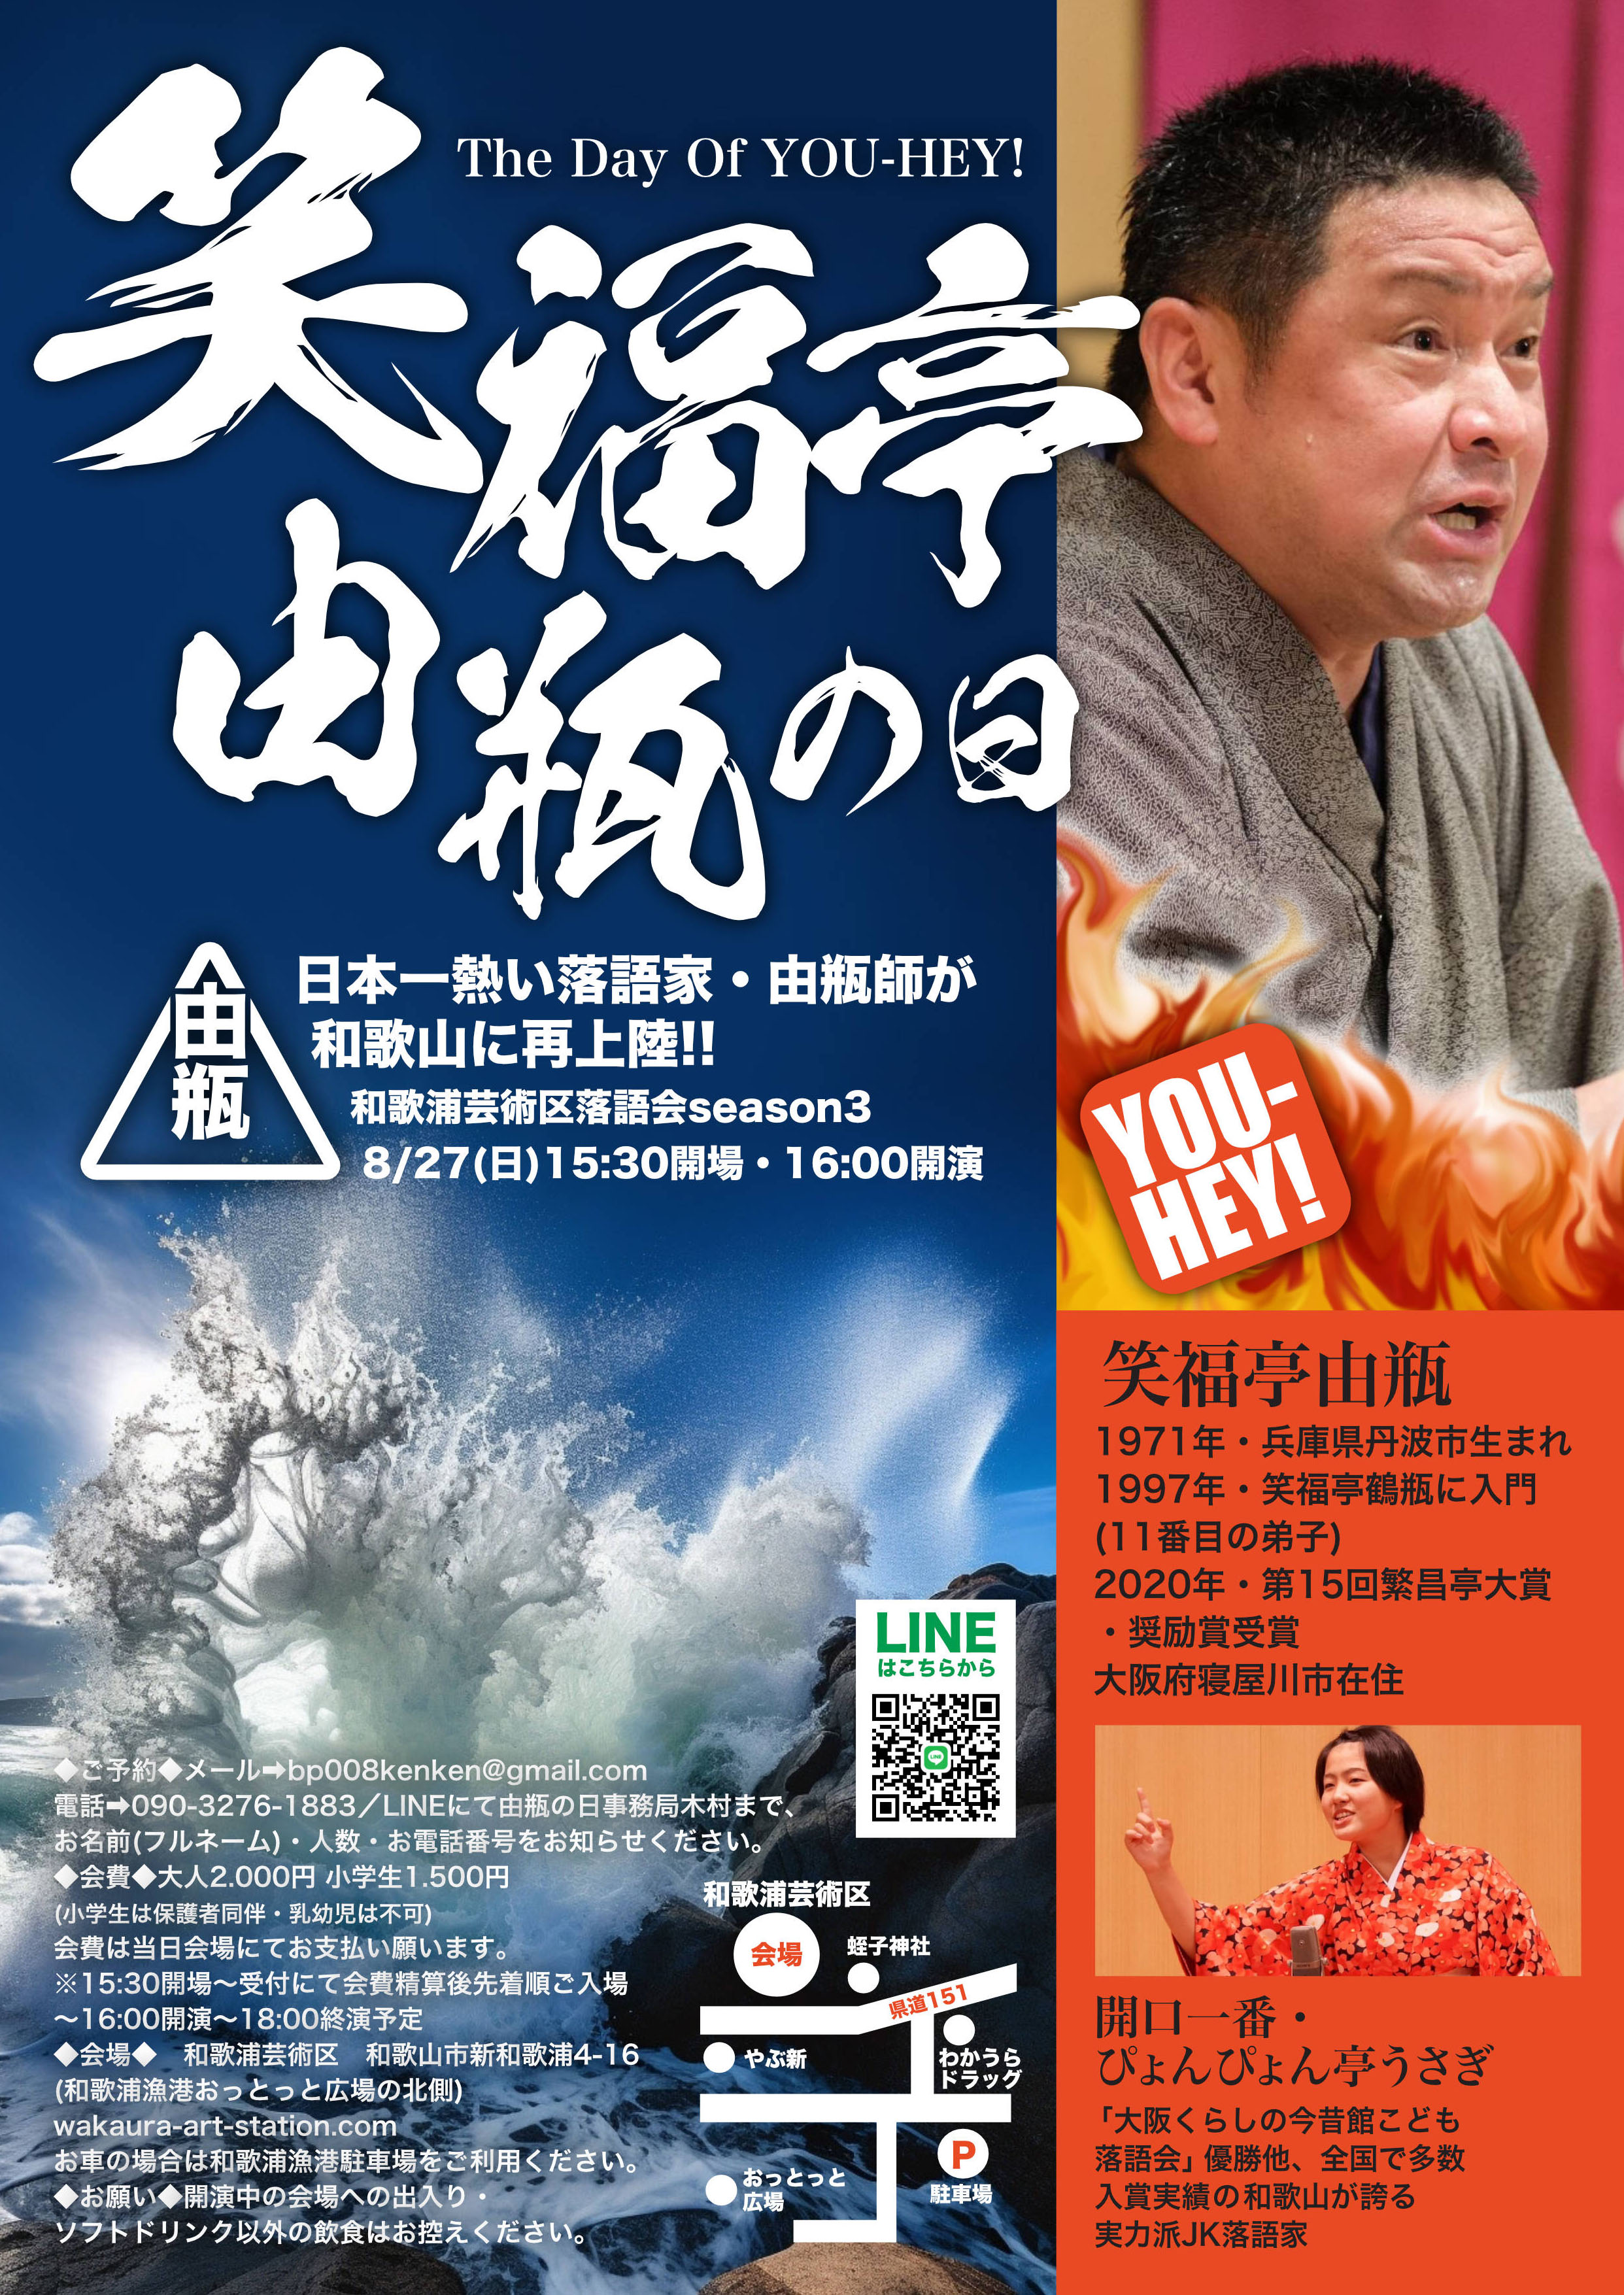 The Day Of YOU-HEY!
笑福亭
由瓶の日
由瓶
日本一熱い落語家・由瓶師が
和歌山に再上陸!!
和歌浦芸術区落語会season3
8/27(日)15:30開場・16:00開演
YOU-
HEY!
笑福亭由瓶
1971年・兵庫県丹波市生まれ
1997年・笑福亭鶴瓶に入門
(11番目の弟子)
2020年・第15回繁昌亭大賞
・奨励賞受賞
大阪府寝屋川市在住
開口一番・
ぴょんぴょん亭うさぎ
「大阪くらしの今昔館こども
落語会」優勝他、全国で多数
入賞実績の和歌山が誇る
実力派JK落語家
LINE
はこちらから
LINE
◆ご予約◆メール➡bp008kenken@gmail.com
電話➡090-3276-1883／LINEにて由瓶の日事務局木村まで、
お名前(フルネーム)・人数・お電話番号をお知らせください。
◆会費◆大人2.000円 小学生1.500円
(小学生は保護者同伴・乳幼児は不可)
会費は当日会場にてお支払い願います。
※15:30開場〜受付にて会費精算後先着順ご入場
〜16:00開演〜18:00終演予定
◆会場◆　和歌浦芸術区　和歌山市新和歌浦4-16
(和歌浦漁港おっとっと広場の北側)
wakaura-art-station.com
お車の場合は和歌浦漁港駐車場をご利用ください。
◆お願い◆開演中の会場への出入り・
ソフトドリンク以外の飲食はお控えください。
和歌浦芸術区
会場
蛭子神社
県道151
やぶ新
わかうら
ドラッグ
おっとっと
広場
P
駐車場